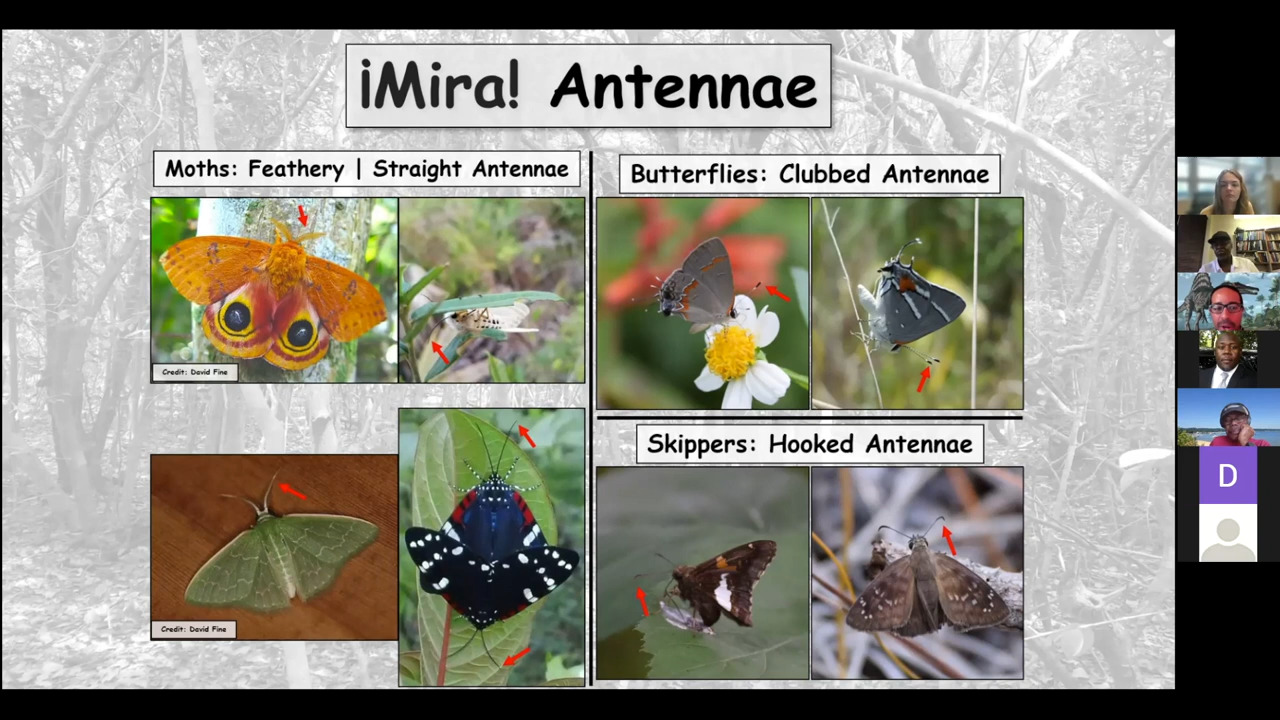 ¡Mira! Antennae
Moths: Feathery | Straight Antennae
Credit: David Fine
Credit: David Fine
Butterflies: Clubbed Antennae
Skippers: Hooked Antennae
D